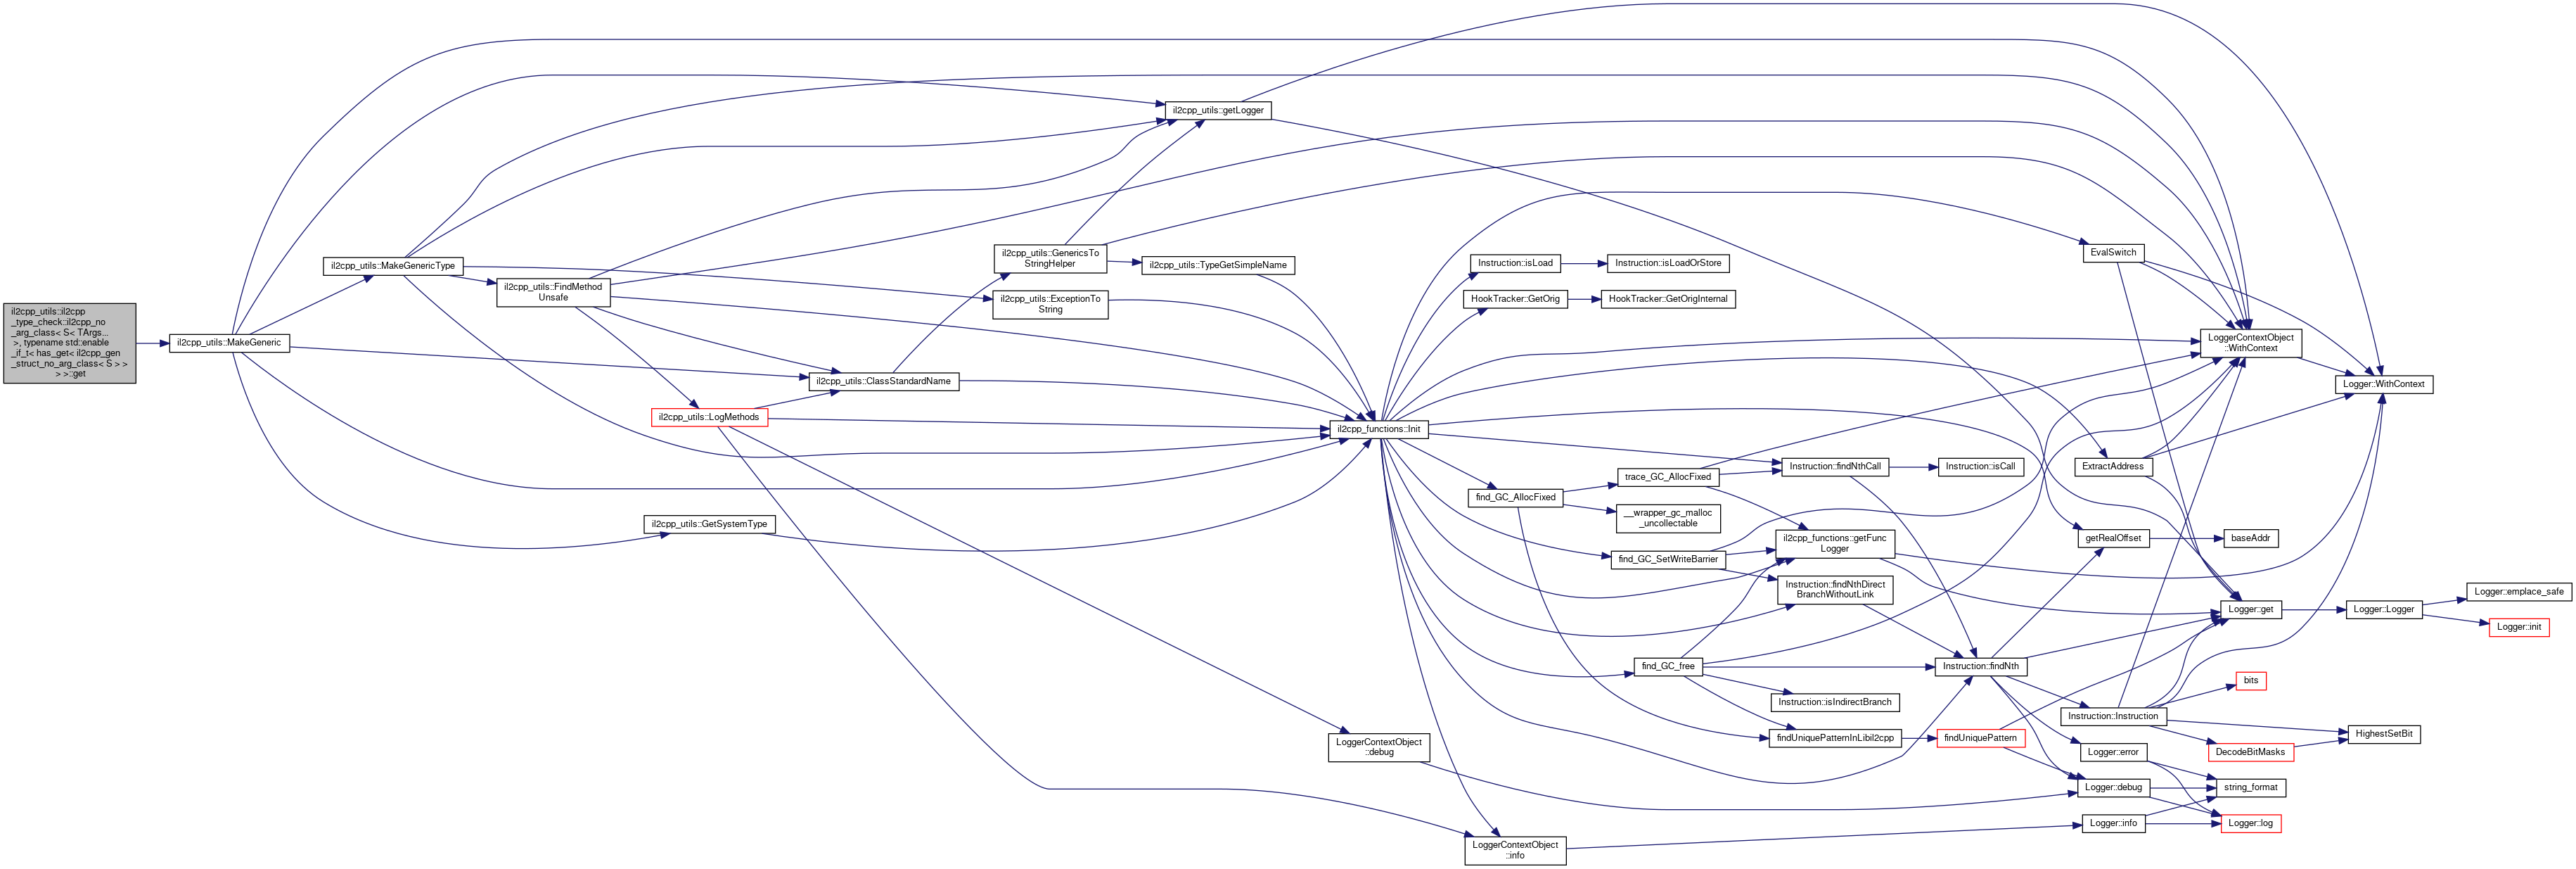 il2cpp_utils::il2cpp
_type_check::il2cpp_no
_arg_class< S< TArgs...
>, typename std::enable
_if_t< has_get< il2cpp_gen
_struct_no_arg_class< S > >
> >::get
il2cpp_utils::MakeGeneric
il2cpp_utils::MakeGenericType
il2cpp_utils::FindMethod
Unsafe
il2cpp_utils::LogMethods
il2cpp_utils::GetSystemType
il2cpp_utils::ClassStandardName
il2cpp_utils::GenericsTo
StringHelper
il2cpp_utils::ExceptionTo
String
il2cpp_utils::getLogger
il2cpp_utils::TypeGetSimpleName
il2cpp_functions::Init
LoggerContextObject
::debug
LoggerContextObject
::info
Instruction::isLoad
HookTracker::GetOrig
find_GC_AllocFixed
Instruction::isLoadOrStore
HookTracker::GetOrigInternal
trace_GC_AllocFixed
__wrapper_gc_malloc
_uncollectable
find_GC_SetWriteBarrier
find_GC_free
Instruction::findNthCall
il2cpp_functions::getFunc
Logger
Instruction::findNthDirect
BranchWithoutLink
Instruction::isIndirectBranch
findUniquePatternInLibil2cpp
Instruction::isCall
Instruction::findNth
findUniquePattern
EvalSwitch
ExtractAddress
getRealOffset
Instruction::Instruction
Logger::error
Logger::debug
Logger::info
LoggerContextObject
::WithContext
baseAddr
Logger::get
bits
DecodeBitMasks
string_format
Logger::log
Logger::WithContext
Logger::Logger
HighestSetBit
Logger::emplace_safe
Logger::init